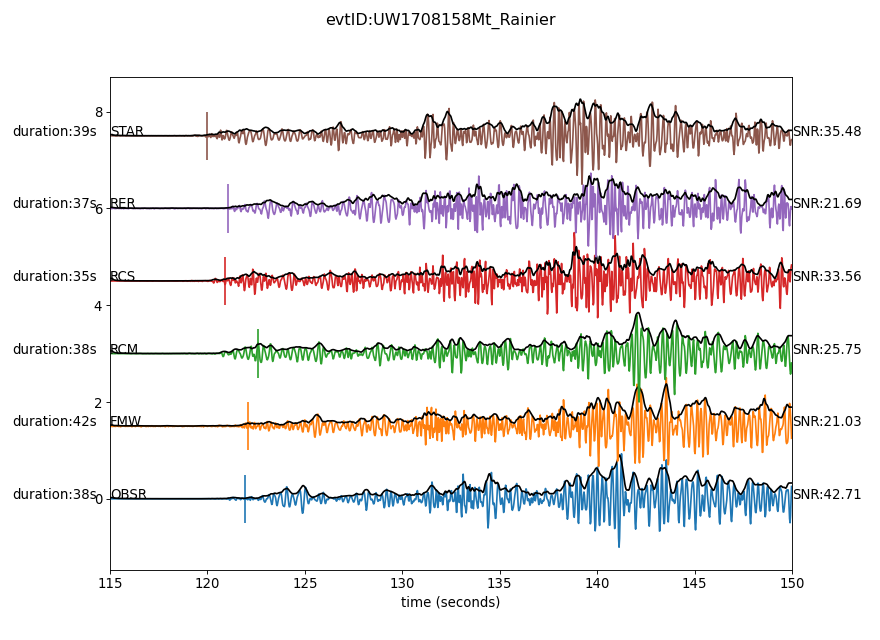 evtID:UW1708158Mt_Rainier
8
duration:39s STAR SNR:35.48
duration:37s RER SNR:21.69
6
duration:35s RCS SNR:33.56
4
duration:38s RCM SNR:25.75
2
duration:42s EMW SNR:21.03
duration:38s OBSR SNR:42.71
0
115 120 125 130 135 140 145 150
time (seconds)